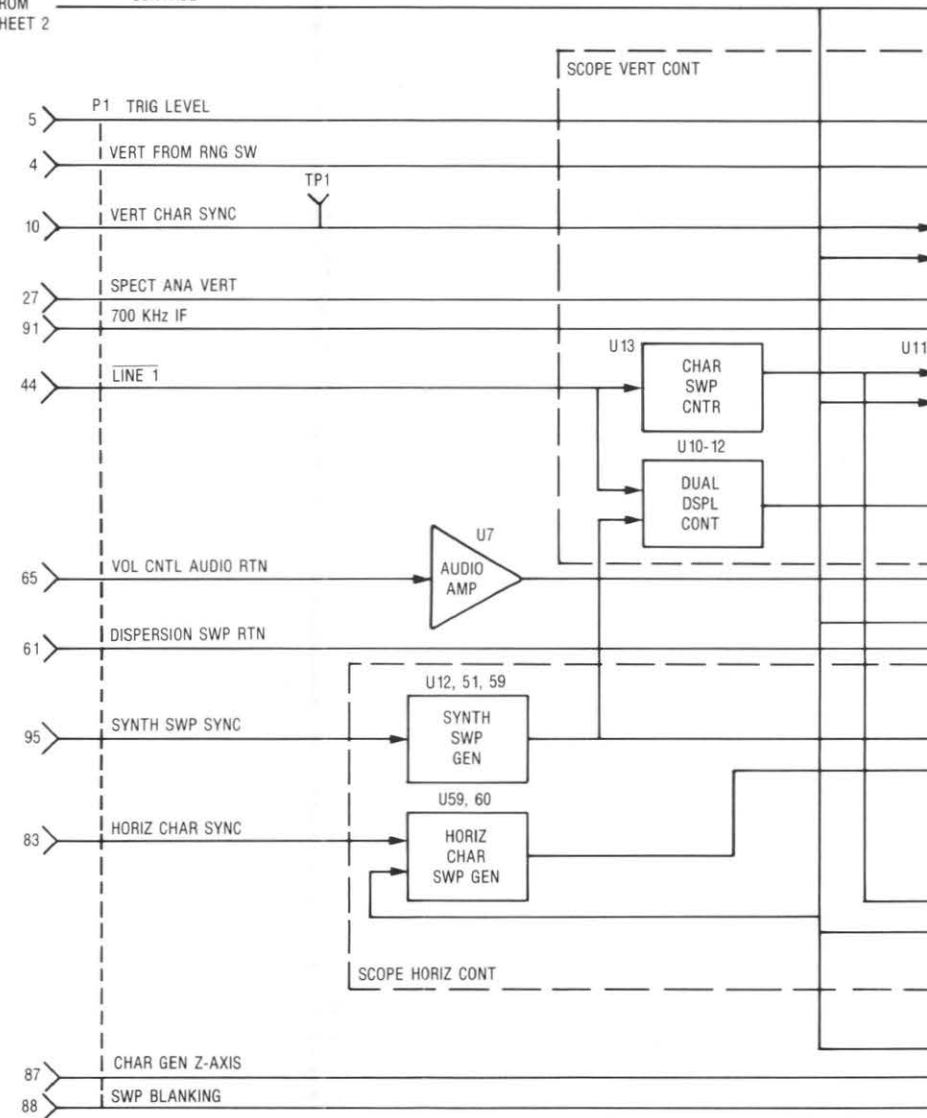 HEET 2
SCOPE VERT CONT
P1 TRIG LEVEL
5
VERT FROM RNG SW
4
TP1
VERT CHAR SYNC
10
SPECT ANA VERT
27
700 KHz IF
91
U13
CHAR
SWP
CNTR
U11
LINE 1
44
U10-12
DUAL
DSPL
CONT
U7
AUDIO
AMP
VOL CNTL AUDIO RTN
65
DISPERSION SWP RTN
61
U12, 51, 59
SYNTH
SWP
GEN
SYNTH SWP SYNC
95
U59, 60
HORIZ
CHAR
SWP GEN
HORIZ CHAR SYNC
83
SCOPE HORIZ CONT
CHAR GEN Z-AXIS
87
SWP BLANKING
88